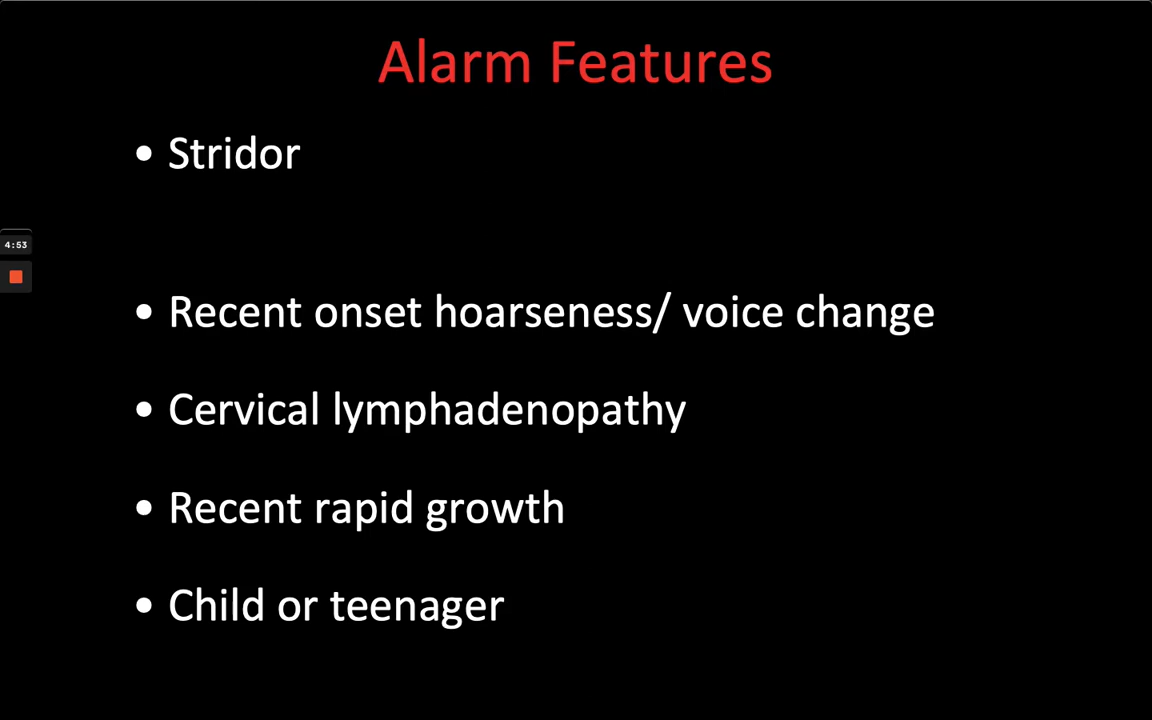 Alarm Features
• Stridor
4:53
• Recent onset hoarseness/ voice change
• Cervical lymphadenopathy
• Recent rapid growth
• Child or teenager